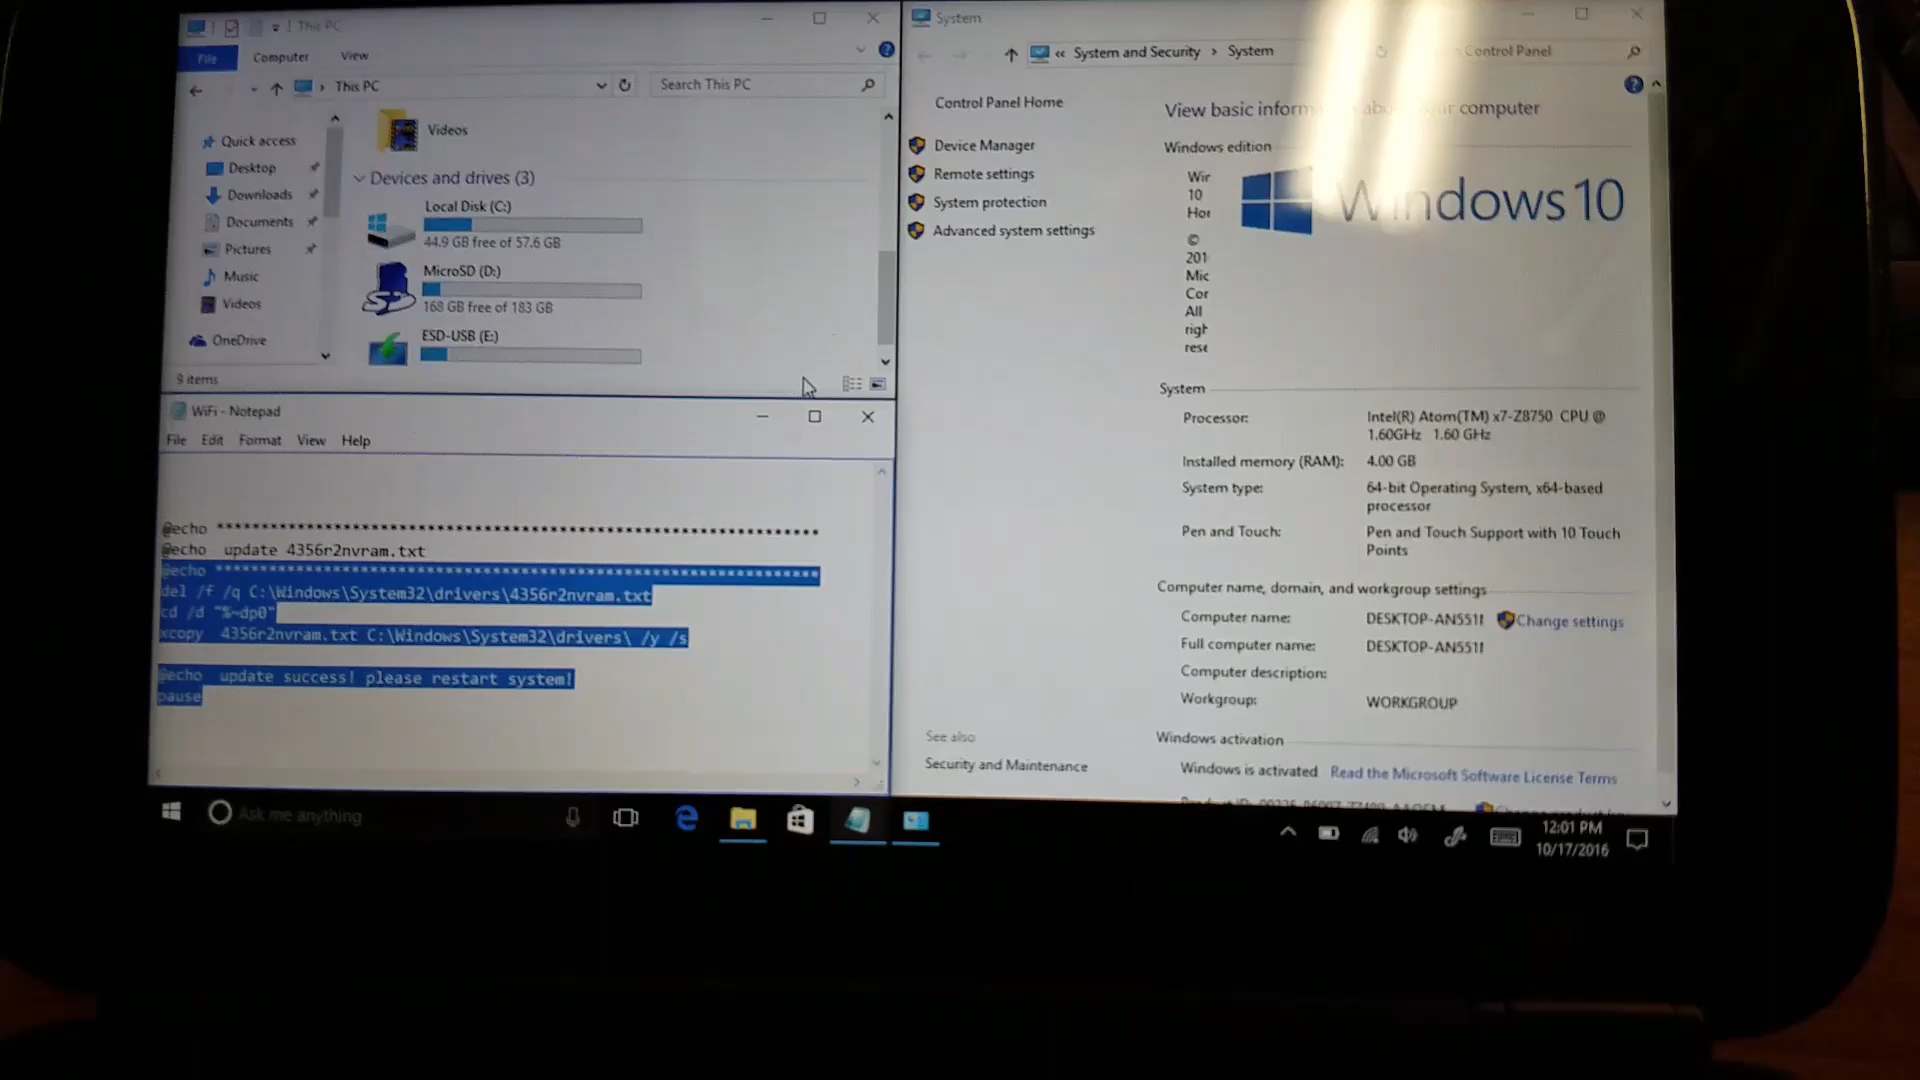 This PC
File
Computer
View
This PC
Search This PC
Quick access
Desktop
Downloads
Documents
Pictures
Music
Videos
OneDrive
Videos
Devices and drives (3)
Local Disk (C:)
44.9 GB free of 57.6 GB
MicroSD (D:)
168 GB free of 183 GB
ESD-USB (E:)
9 items
WiFi - Notepad
File Edit Format View Help
@echo
@echo update 4356r2nvram.txt
@echo
del /f /q C:\Windows\System32\drivers\4356r2nvram.txt
cd /d "%~dp0"
xcopy 4356r2nvram.txt C:\Windows\System32\drivers\ /y /s
@echo update success! please restart system!
pause
System
« System and Security › System
Control Panel
Control Panel Home
Device Manager
Remote settings
System protection
Advanced system settings
See also
Security and Maintenance
View basic inform abo ur computer
Windows edition
Wir
10
Hor
©
201
Mic
Cor
All
righ
rese
Windows 10
System
Processor: Intel(R) Atom(TM) x7-Z8750 CPU @
1.60GHz 1.60 GHz
Installed memory (RAM): 4.00 GB
System type: 64-bit Operating System, x64-based
processor
Pen and Touch: Pen and Touch Support with 10 Touch
Points
Computer name, domain, and workgroup settings
Computer name: DESKTOP-AN551I
Change settings
Full computer name: DESKTOP-AN551I
Computer description:
Workgroup: WORKGROUP
Windows activation
Windows is activated Read the Microsoft Software License Terms
Ask me anything
12:01 PM
10/17/2016